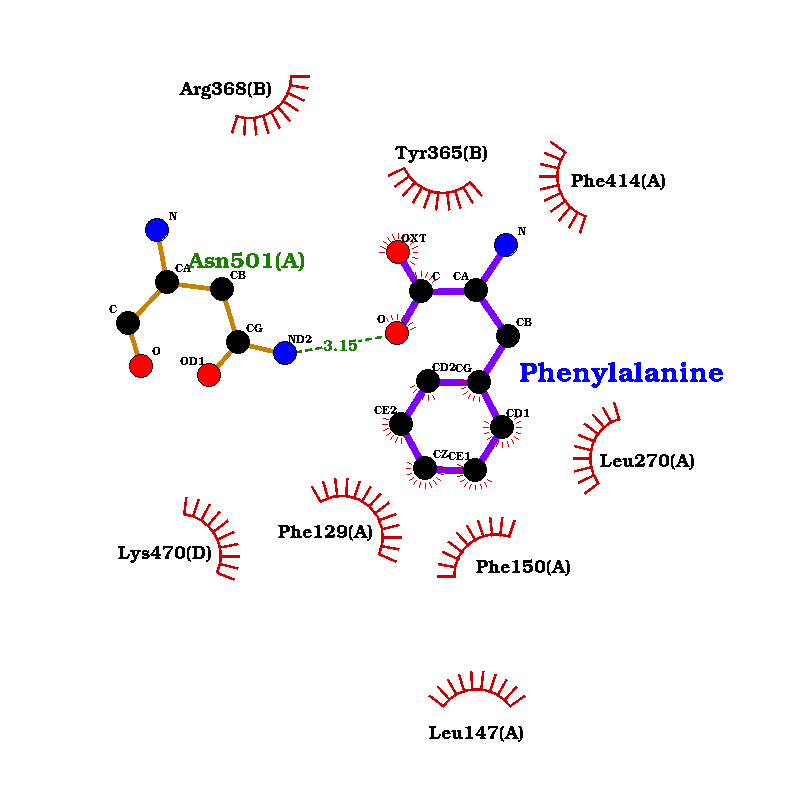 Arg368(B)
Tyr365(B)
Phe414(A)
N
Asn501(A)
OXT
N
CA
CB
C
CA
C
O
CG
ND2
3.15
O
CB
OD1
CD2
CG
Phenylalanine
CE2
CD1
CZ
CE1
Leu270(A)
Phe129(A)
Lys470(D)
Phe150(A)
Leu147(A)